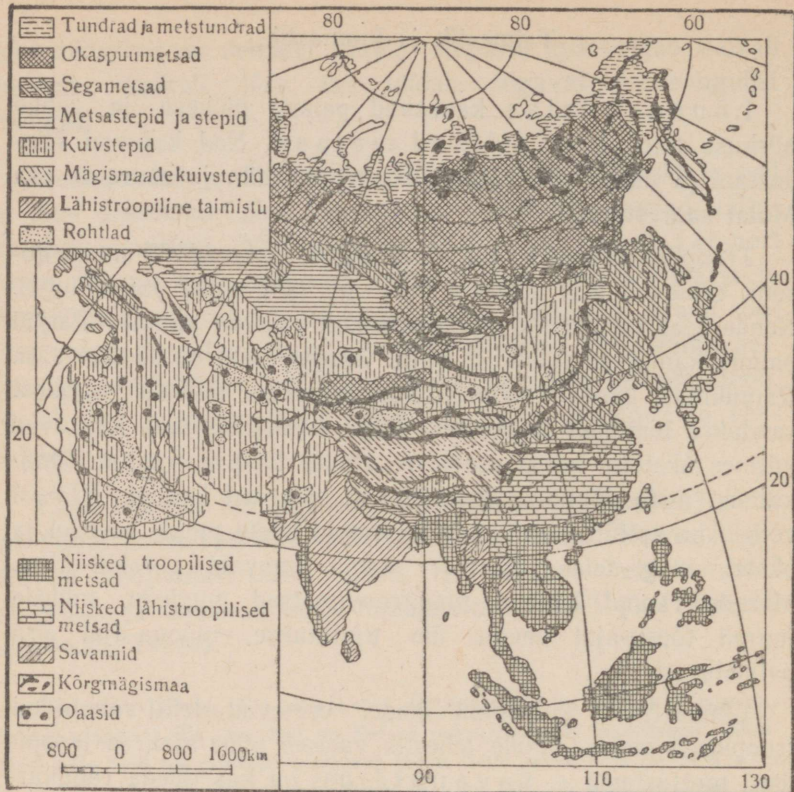 80
80
60
Tundrad ja metstundrad
Okaspuumetsad
Segametsad
Metsastepid ja stepid
Kuivstepid
Mägismaade kuivstepid
Lähistroopiline taimistu
Rohtlad
40
20
20
Niisked troopilised
metsad
Niisked lähistroopilised
metsad
Savannid
Kõrgmägismaa
Oaasid
800 0 800 1600km
90
110
130